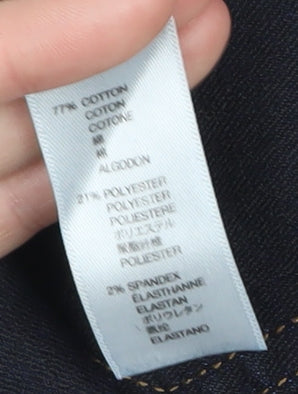 77% COTTON
COTON
COTONE
綿
棉
ALGODON
21% POLYESTER
POLYESTER
POLIESTERE
ポリエステル
POLIESTER
2% SPANDEX
ELASTHANNE
ELASTAN
ポリウレタン
ELASTANO